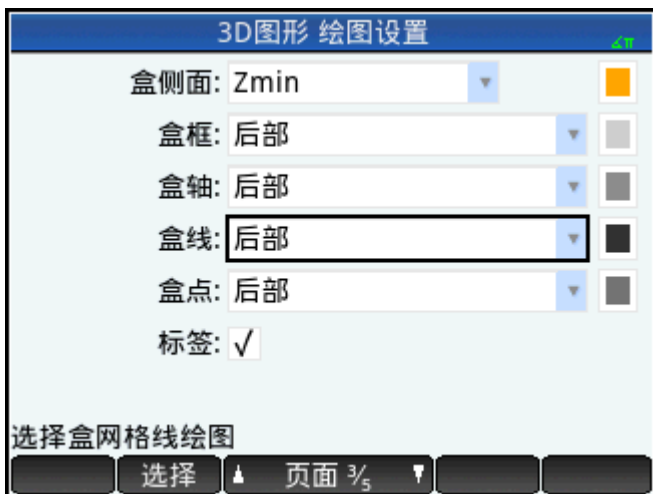 3D图形 绘图设置
∠π
盒侧面: Zmin
盒框: 后部
盒轴: 后部
盒线: 后部
盒点: 后部
标签: √
选择盒网格线绘图
选择 页面 ⅗